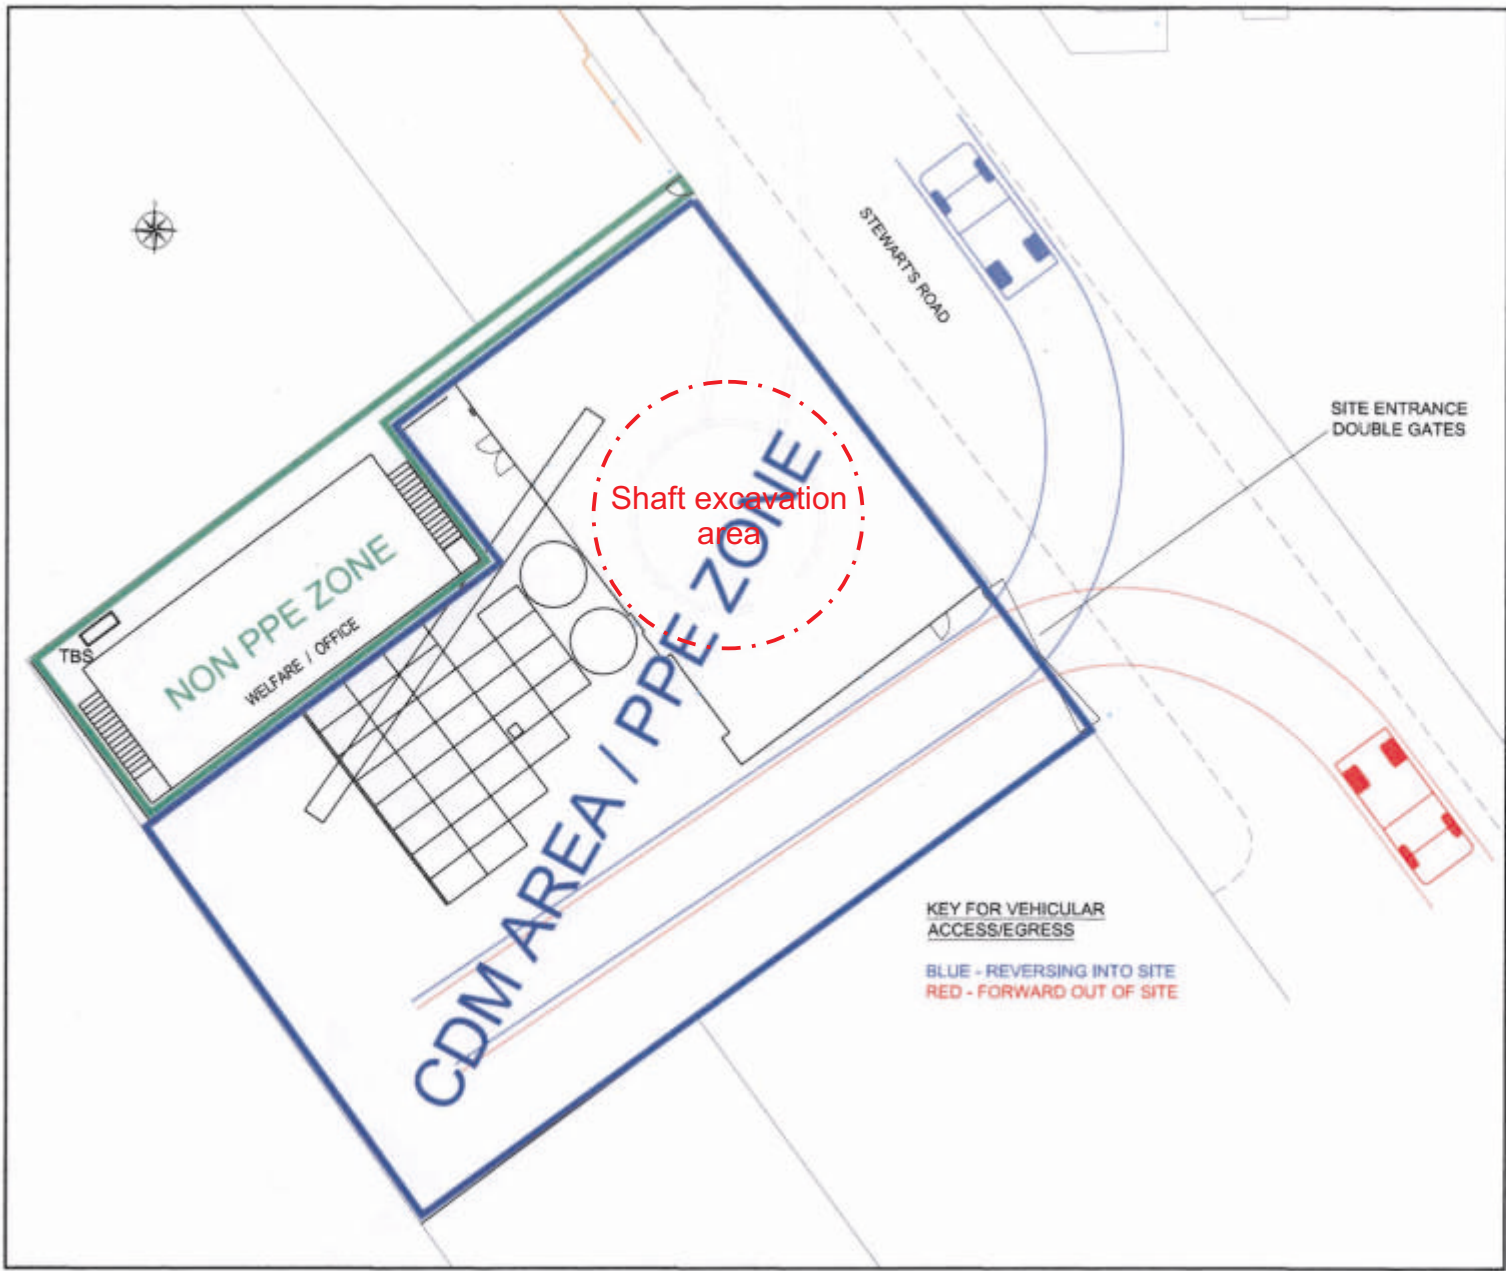 STEWART'S ROAD
SITE ENTRANCE
DOUBLE GATES
Shaft excavation
area
NON PPE ZONE
WELFARE / OFFICE
TBS
CDM AREA / PPE ZONE
KEY FOR VEHICULAR
ACCESS/EGRESS
BLUE - REVERSING INTO SITE
RED - FORWARD OUT OF SITE